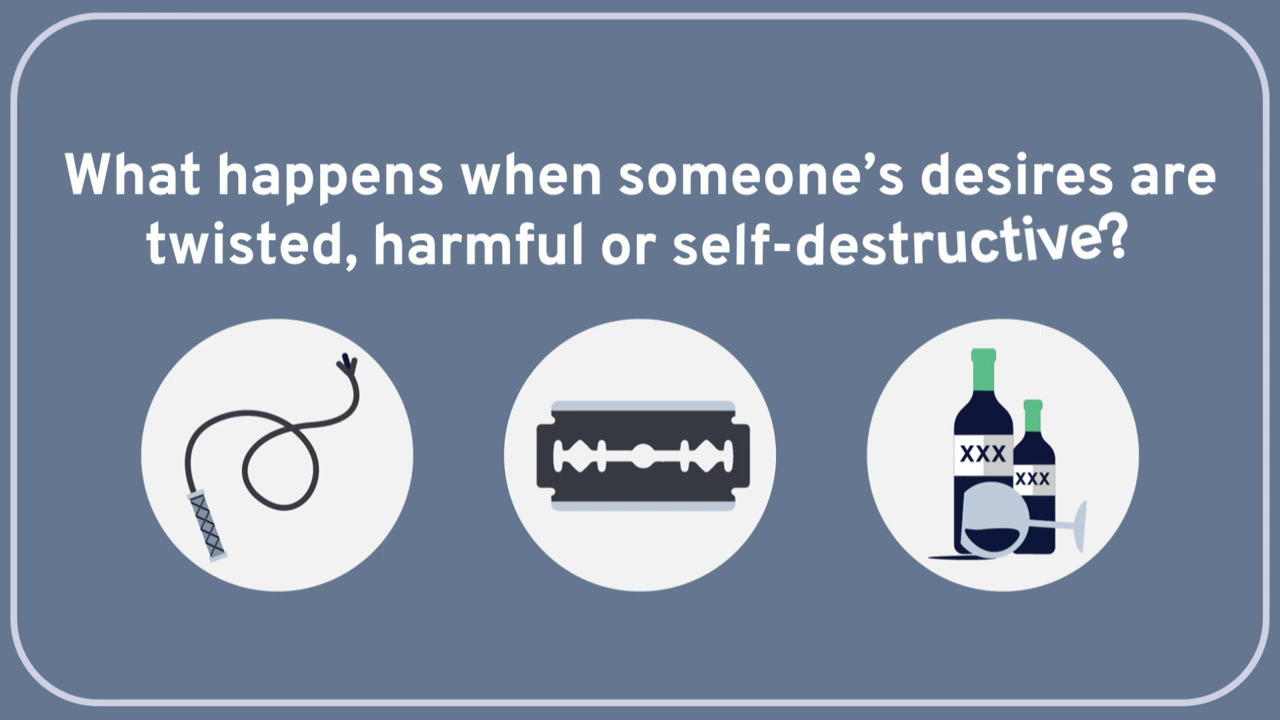 What happens when someone's desires are
twisted, harmful or self-destructive?
XXX
XXX